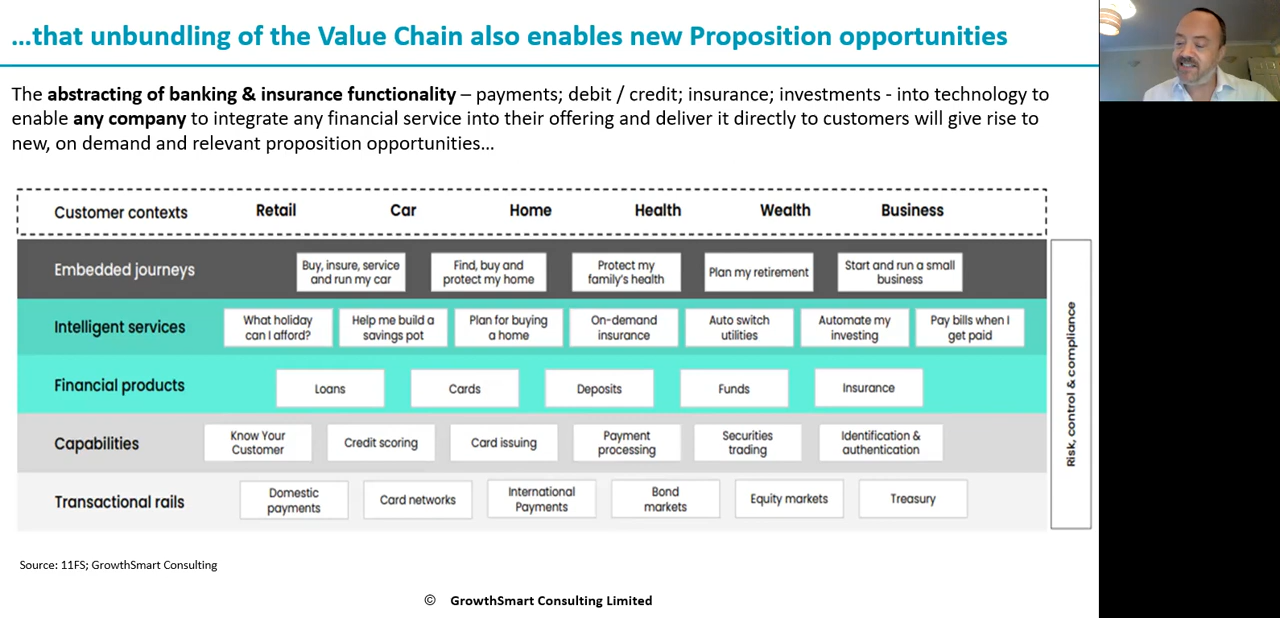 ...that unbundling of the Value Chain also enables new Proposition opportunities
The abstracting of banking & insurance functionality – payments; debit / credit; insurance; investments - into technology to
enable any company to integrate any financial service into their offering and deliver it directly to customers will give rise to
new, on demand and relevant proposition opportunities...
Customer contexts Retail Car Home Health Wealth Business
Embedded journeys
Buy, insure, service
and run my car
Find, buy and
protect my home
Protect my
family's health
Plan my retirement
Start and run a small
business
Intelligent services
What holiday
can I afford?
Help me build a
savings pot
Plan for buying
a home
On-demand
insurance
Auto switch
utilities
Automate my
investing
Pay bills when I
get paid
Financial products
Loans
Cards
Deposits
Funds
Insurance
Capabilities
Know Your
Customer
Credit scoring
Card issuing
Payment
processing
Securities
trading
Identification &
authentication
Transactional rails
Domestic
payments
Card networks
International
Payments
Bond
markets
Equity markets
Treasury
Risk, control & compliance
Source: 11FS; GrowthSmart Consulting
© GrowthSmart Consulting Limited